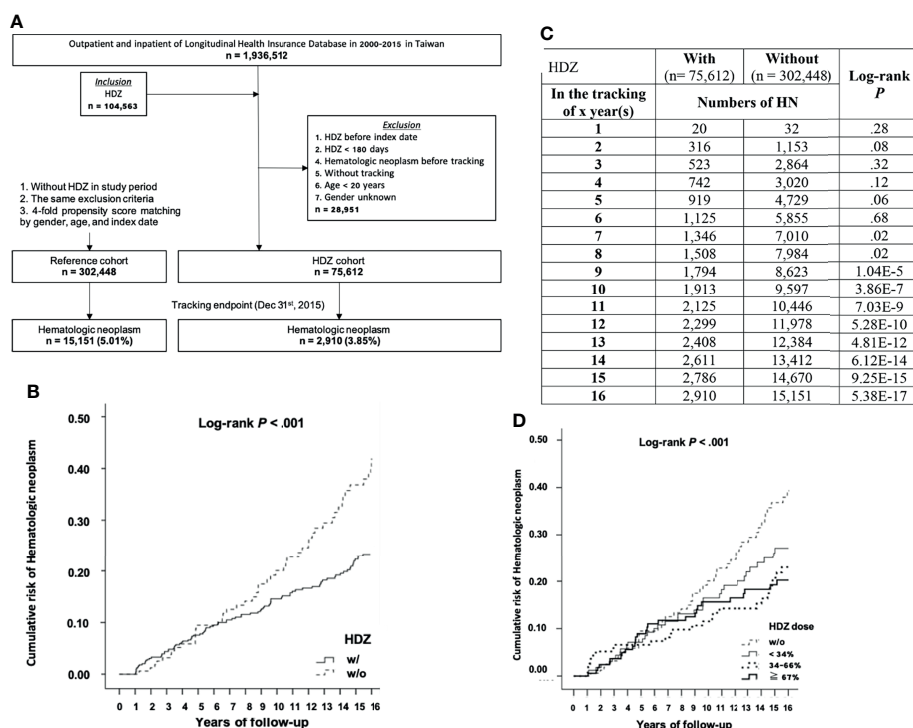 A
Outpatient and inpatient of Longitudinal Health Insurance Database in 2000-2015 in Taiwan
n = 1,936,512
Inclusion
HDZ
n = 104,563
Exclusion
1. HDZ before index date
2. HDZ < 180 days
4. Hematologic neoplasm before tracking
5. Without tracking
6. Age < 20 years
7. Gender unknown
n = 28,951
1. Without HDZ in study period
2. The same exclusion criteria
3. 4-fold propensity score matching
by gender, age, and index date
Reference cohort
n = 302,448
HDZ cohort
n = 75,612
Tracking endpoint (Dec 31st, 2015)
Hematologic neoplasm
n = 15,151 (5.01%)
Hematologic neoplasm
n = 2,910 (3.85%)
C
HDZ With (n= 75,612) Without (n = 302,448) Log-rank P
In the tracking of x year(s) Numbers of HN
1 20 32 .28
2 316 1,153 .08
3 523 2,864 .32
4 742 3,020 .12
5 919 4,729 .06
6 1,125 5,855 .68
7 1,346 7,010 .02
8 1,508 7,984 .02
9 1,794 8,623 1.04E-5
10 1,913 9,597 3.86E-7
11 2,125 10,446 7.03E-9
12 2,299 11,978 5.28E-10
13 2,408 12,384 4.81E-12
14 2,611 13,412 6.12E-14
15 2,786 14,670 9.25E-15
16 2,910 15,151 5.38E-17
B
Log-rank P < .001
Cumulative risk of Hematologic neoplasm
0.50
0.40
0.30
0.20
0.10
0.00
HDZ
w/
w/o
0 1 2 3 4 5 6 7 8 9 10 11 12 13 14 15 16
Years of follow-up
D
Log-rank P < .001
Cumulative risk of Hematologic neoplasm
0.50
0.40
0.30
0.20
0.10
0.00
HDZ dose
w/o
< 34%
34-66%
≧ 67%
0 1 2 3 4 5 6 7 8 9 10 11 12 13 14 15 16
Years of follow-up